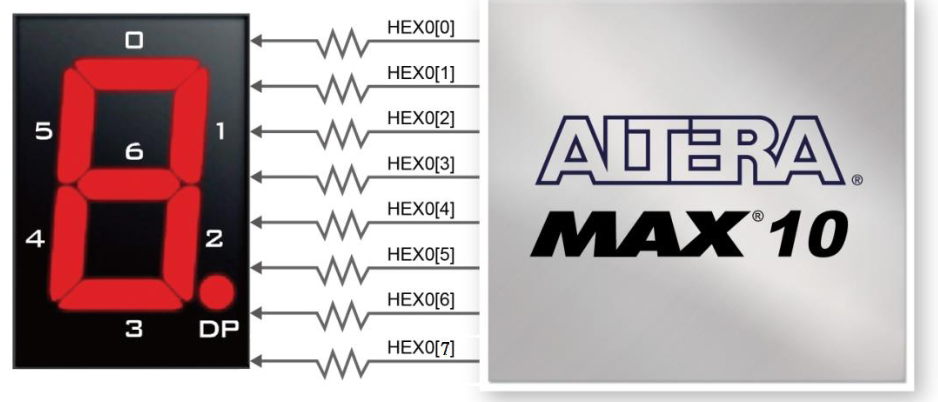 0
5
1
6
4
2
3
DP
HEX0[0]
HEX0[1]
HEX0[2]
HEX0[3]
HEX0[4]
HEX0[5]
HEX0[6]
HEX0[7]
ALTERA®
MAX®10